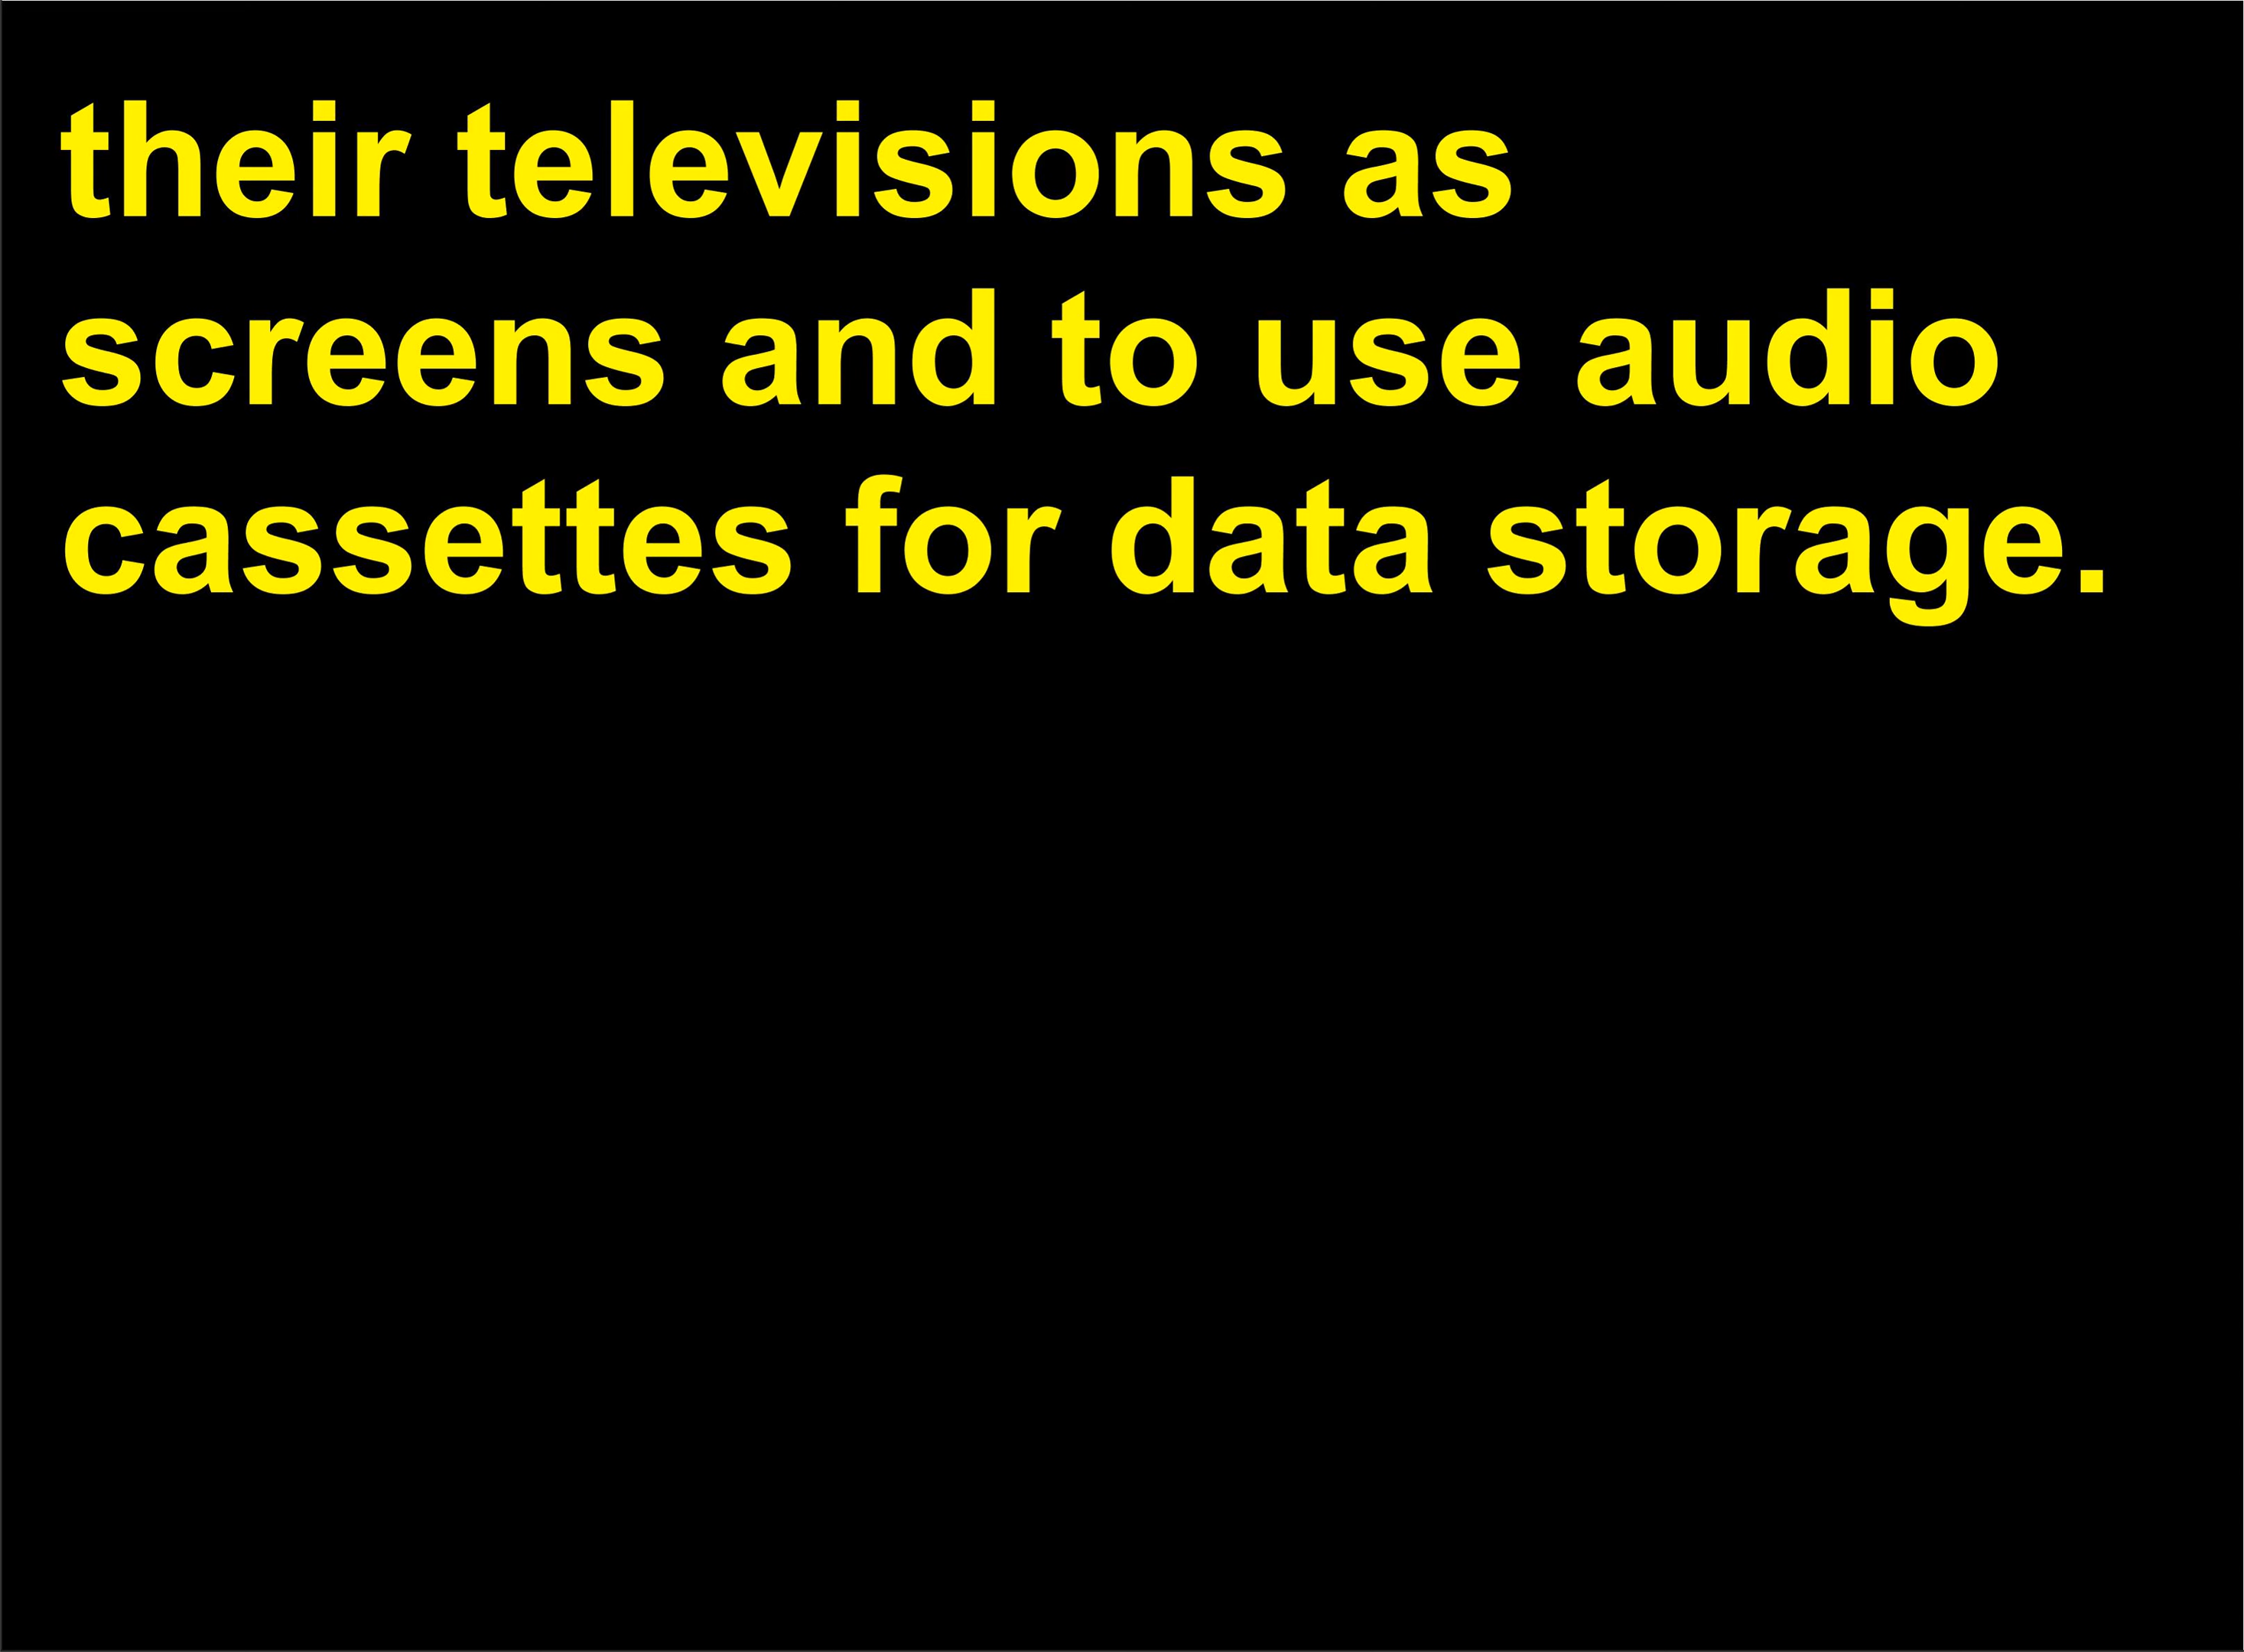 their televisions as
screens and to use audio
cassettes for data storage.